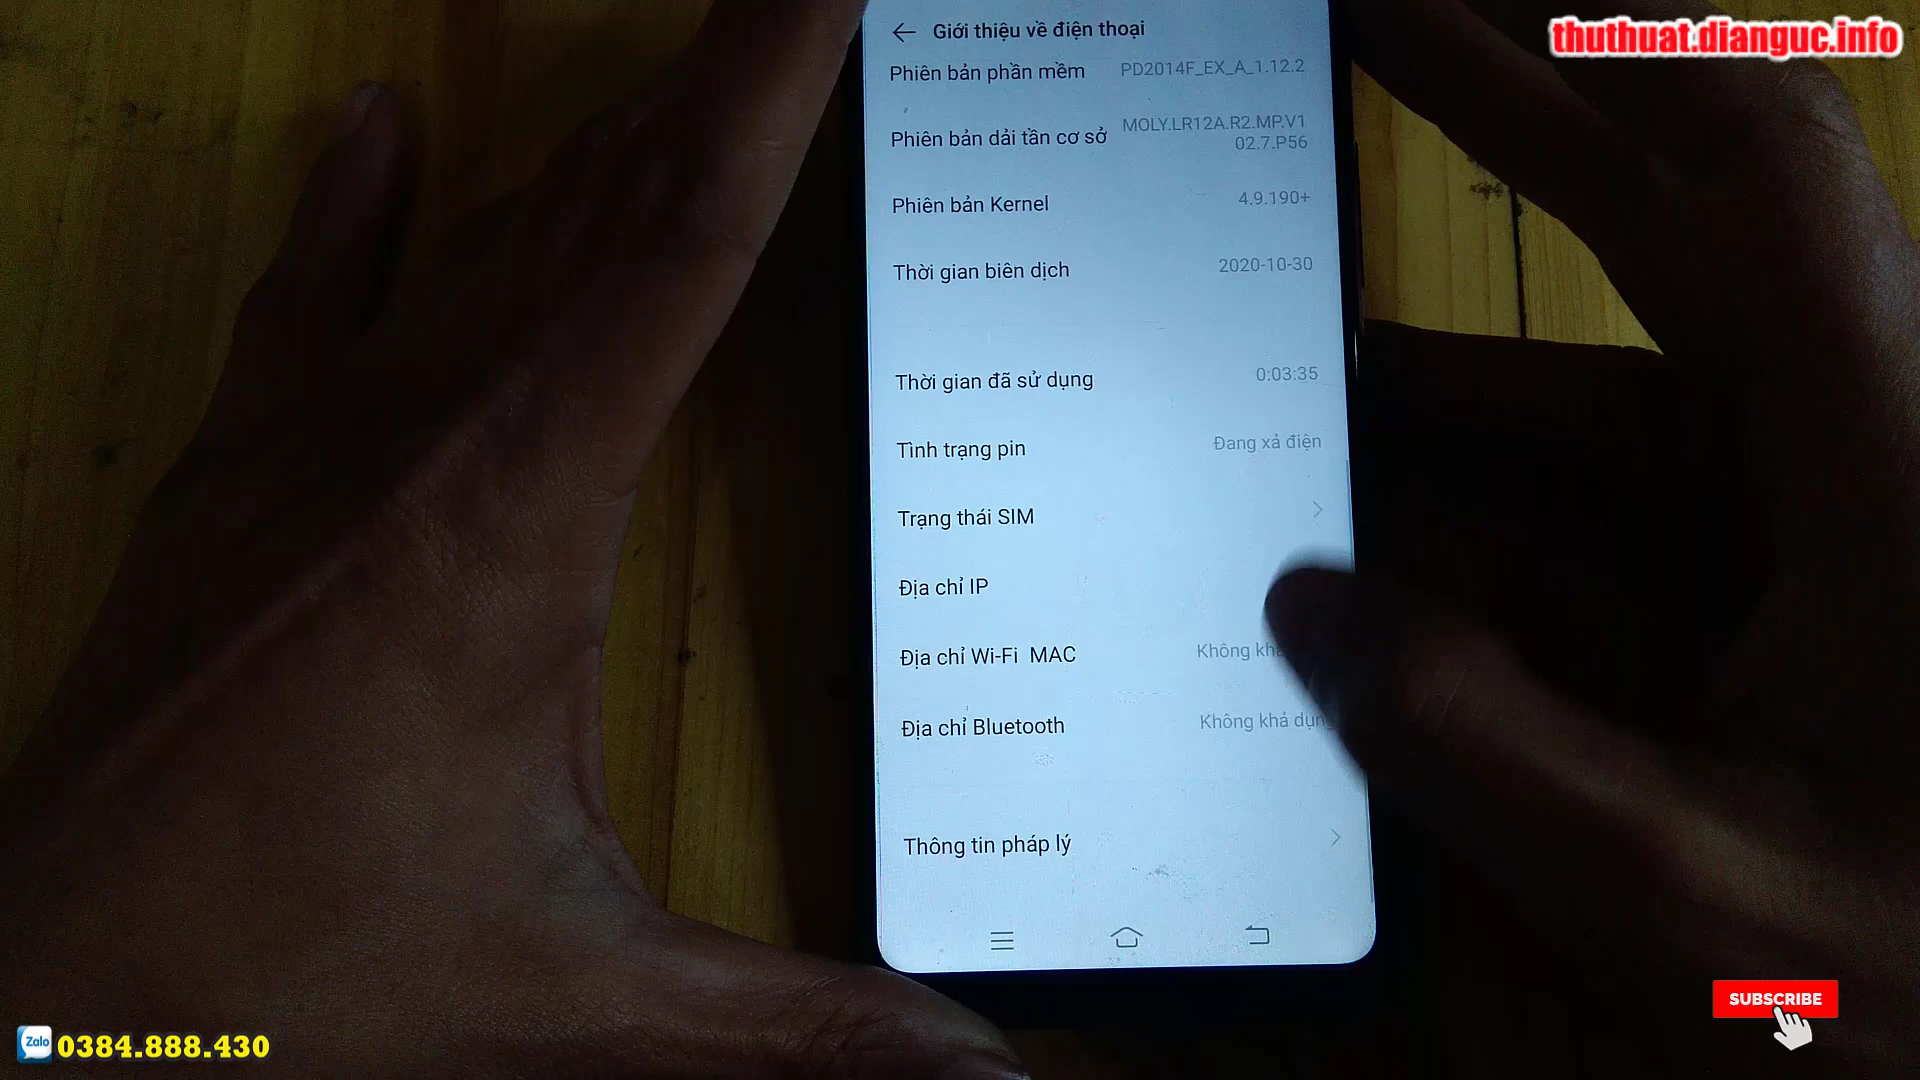 thuthuat.dianguc.info
Giới thiệu về điện thoại
Phiên bản phần mềm PD2014F_EX_A_1.12.2
Phiên bản dải tần cơ sở MOLY.LR12A.R2.MP.V1
02.7.P56
Phiên bản Kernel 4.9.190+
Thời gian biên dịch 2020-10-30
Thời gian đã sử dụng 0:03:35
Tình trạng pin Đang xả điện
Trạng thái SIM
Địa chỉ IP
Địa chỉ Wi-Fi MAC Không
Địa chỉ Bluetooth Không khả
Thông tin pháp lý
SUBSCRIBE
Zalo 0384.888.430